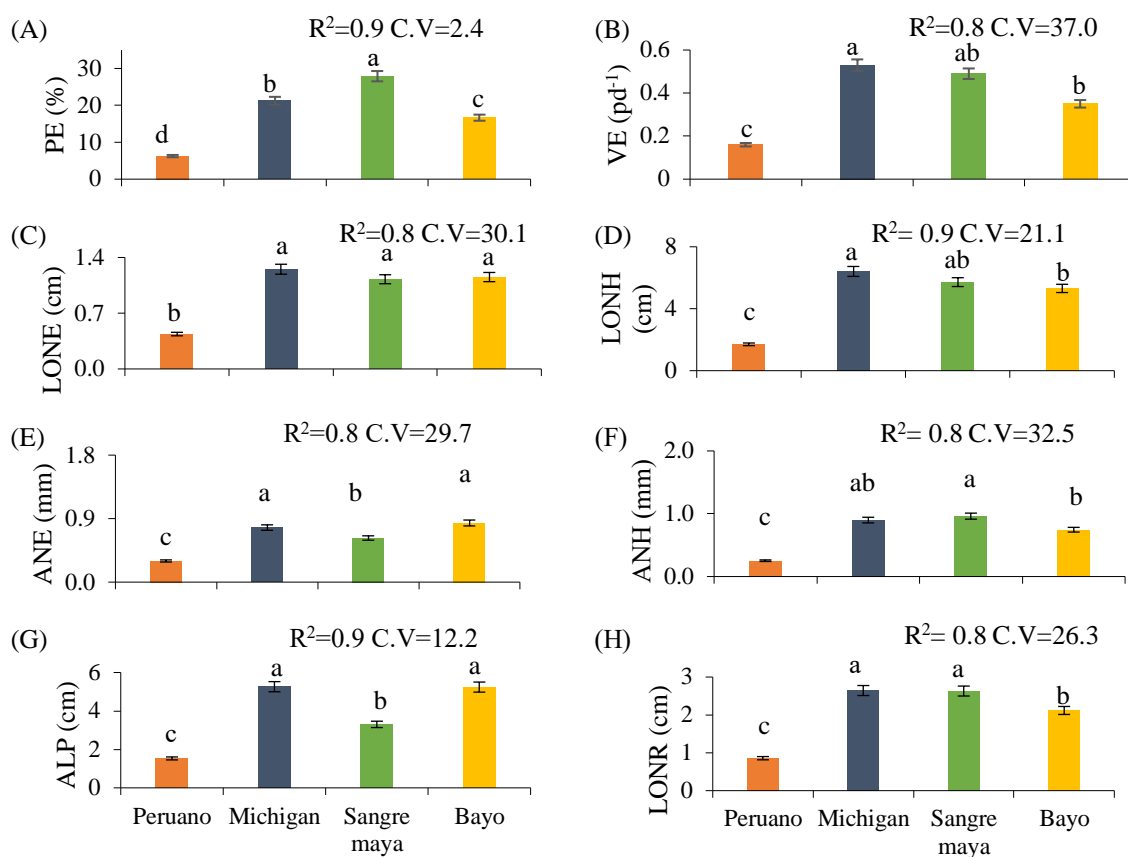 (A)
R²=0.9 C.V=2.4
PE (%)
30
20
10
0
d
b
a
c
(B)
R²=0.8 C.V=37.0
VE (pd⁻¹)
0.6
0.4
0.2
0
c
a
ab
b
(C)
R²=0.8 C.V=30.1
LONE (cm)
1.4
0.7
0.0
b
a
a
a
(D)
R²= 0.9 C.V=21.1
LONH
(cm)
8
6
4
2
0
c
a
ab
b
(E)
R²=0.8 C.V=29.7
ANE (mm)
1.8
0.9
0.0
c
a
b
a
(F)
R²= 0.8 C.V=32.5
ANH (mm)
2.0
1.0
0.0
c
ab
a
b
(G)
R²=0.9 C.V=12.2
ALP (cm)
6
4
2
0
c
a
b
a
Peruano
Michigan
Sangre
maya
Bayo
(H)
R²= 0.8 C.V=26.3
LONR (cm)
3
2
1
0
c
a
a
b
Peruano
Michigan
Sangre
maya
Bayo